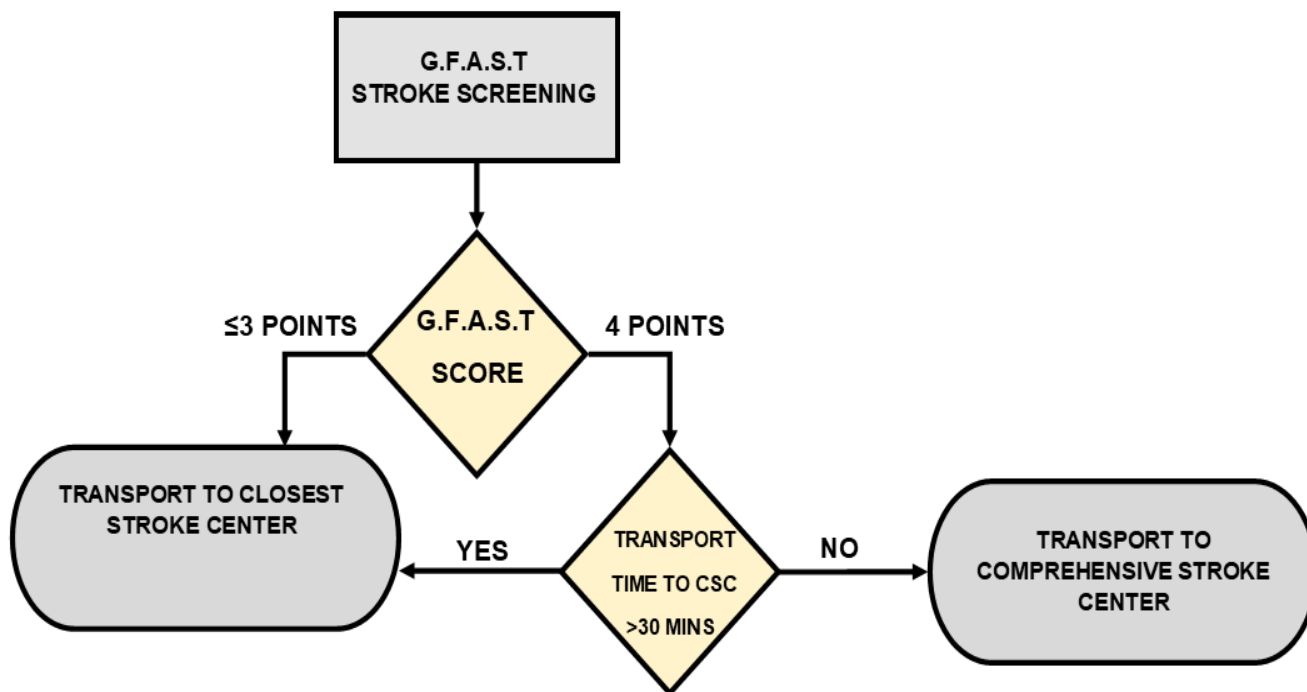 G.F.A.S.T
STROKE SCREENING
≤3 POINTS
G.F.A.S.T
SCORE
4 POINTS
TRANSPORT TO CLOSEST
STROKE CENTER
YES
TRANSPORT
TIME TO CSC
>30 MINS
NO
TRANSPORT TO
COMPREHENSIVE STROKE
CENTER